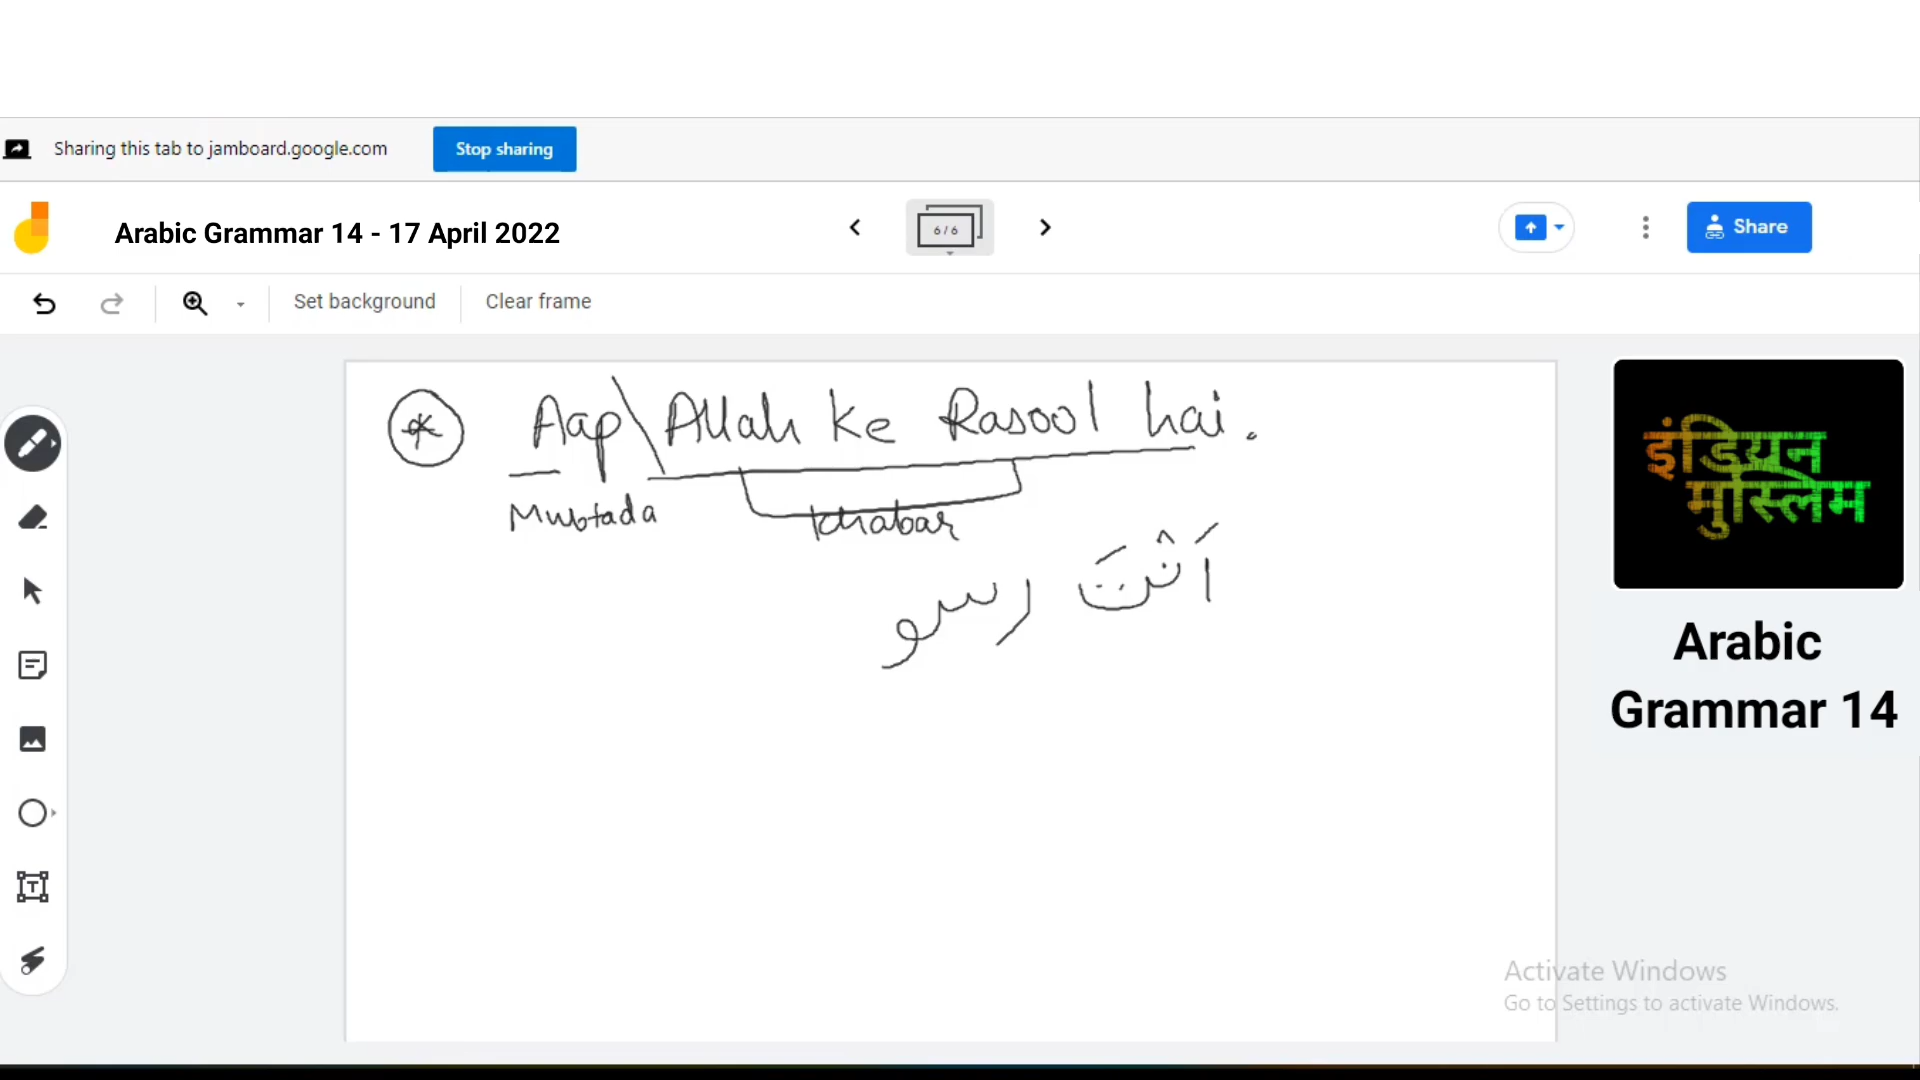 Sharing this tab to jamboard.google.com
Stop sharing
Arabic Grammar 14 - 17 April 2022
6/6
Share
Set background
Clear frame
Aap\Allah ke Rasool hai.
Mubtada
Khabar
اَنْتَ رسو
इंडियन
मुस्लिम
Arabic
Grammar 14
Activate Windows
Go to Settings to activate Windows.